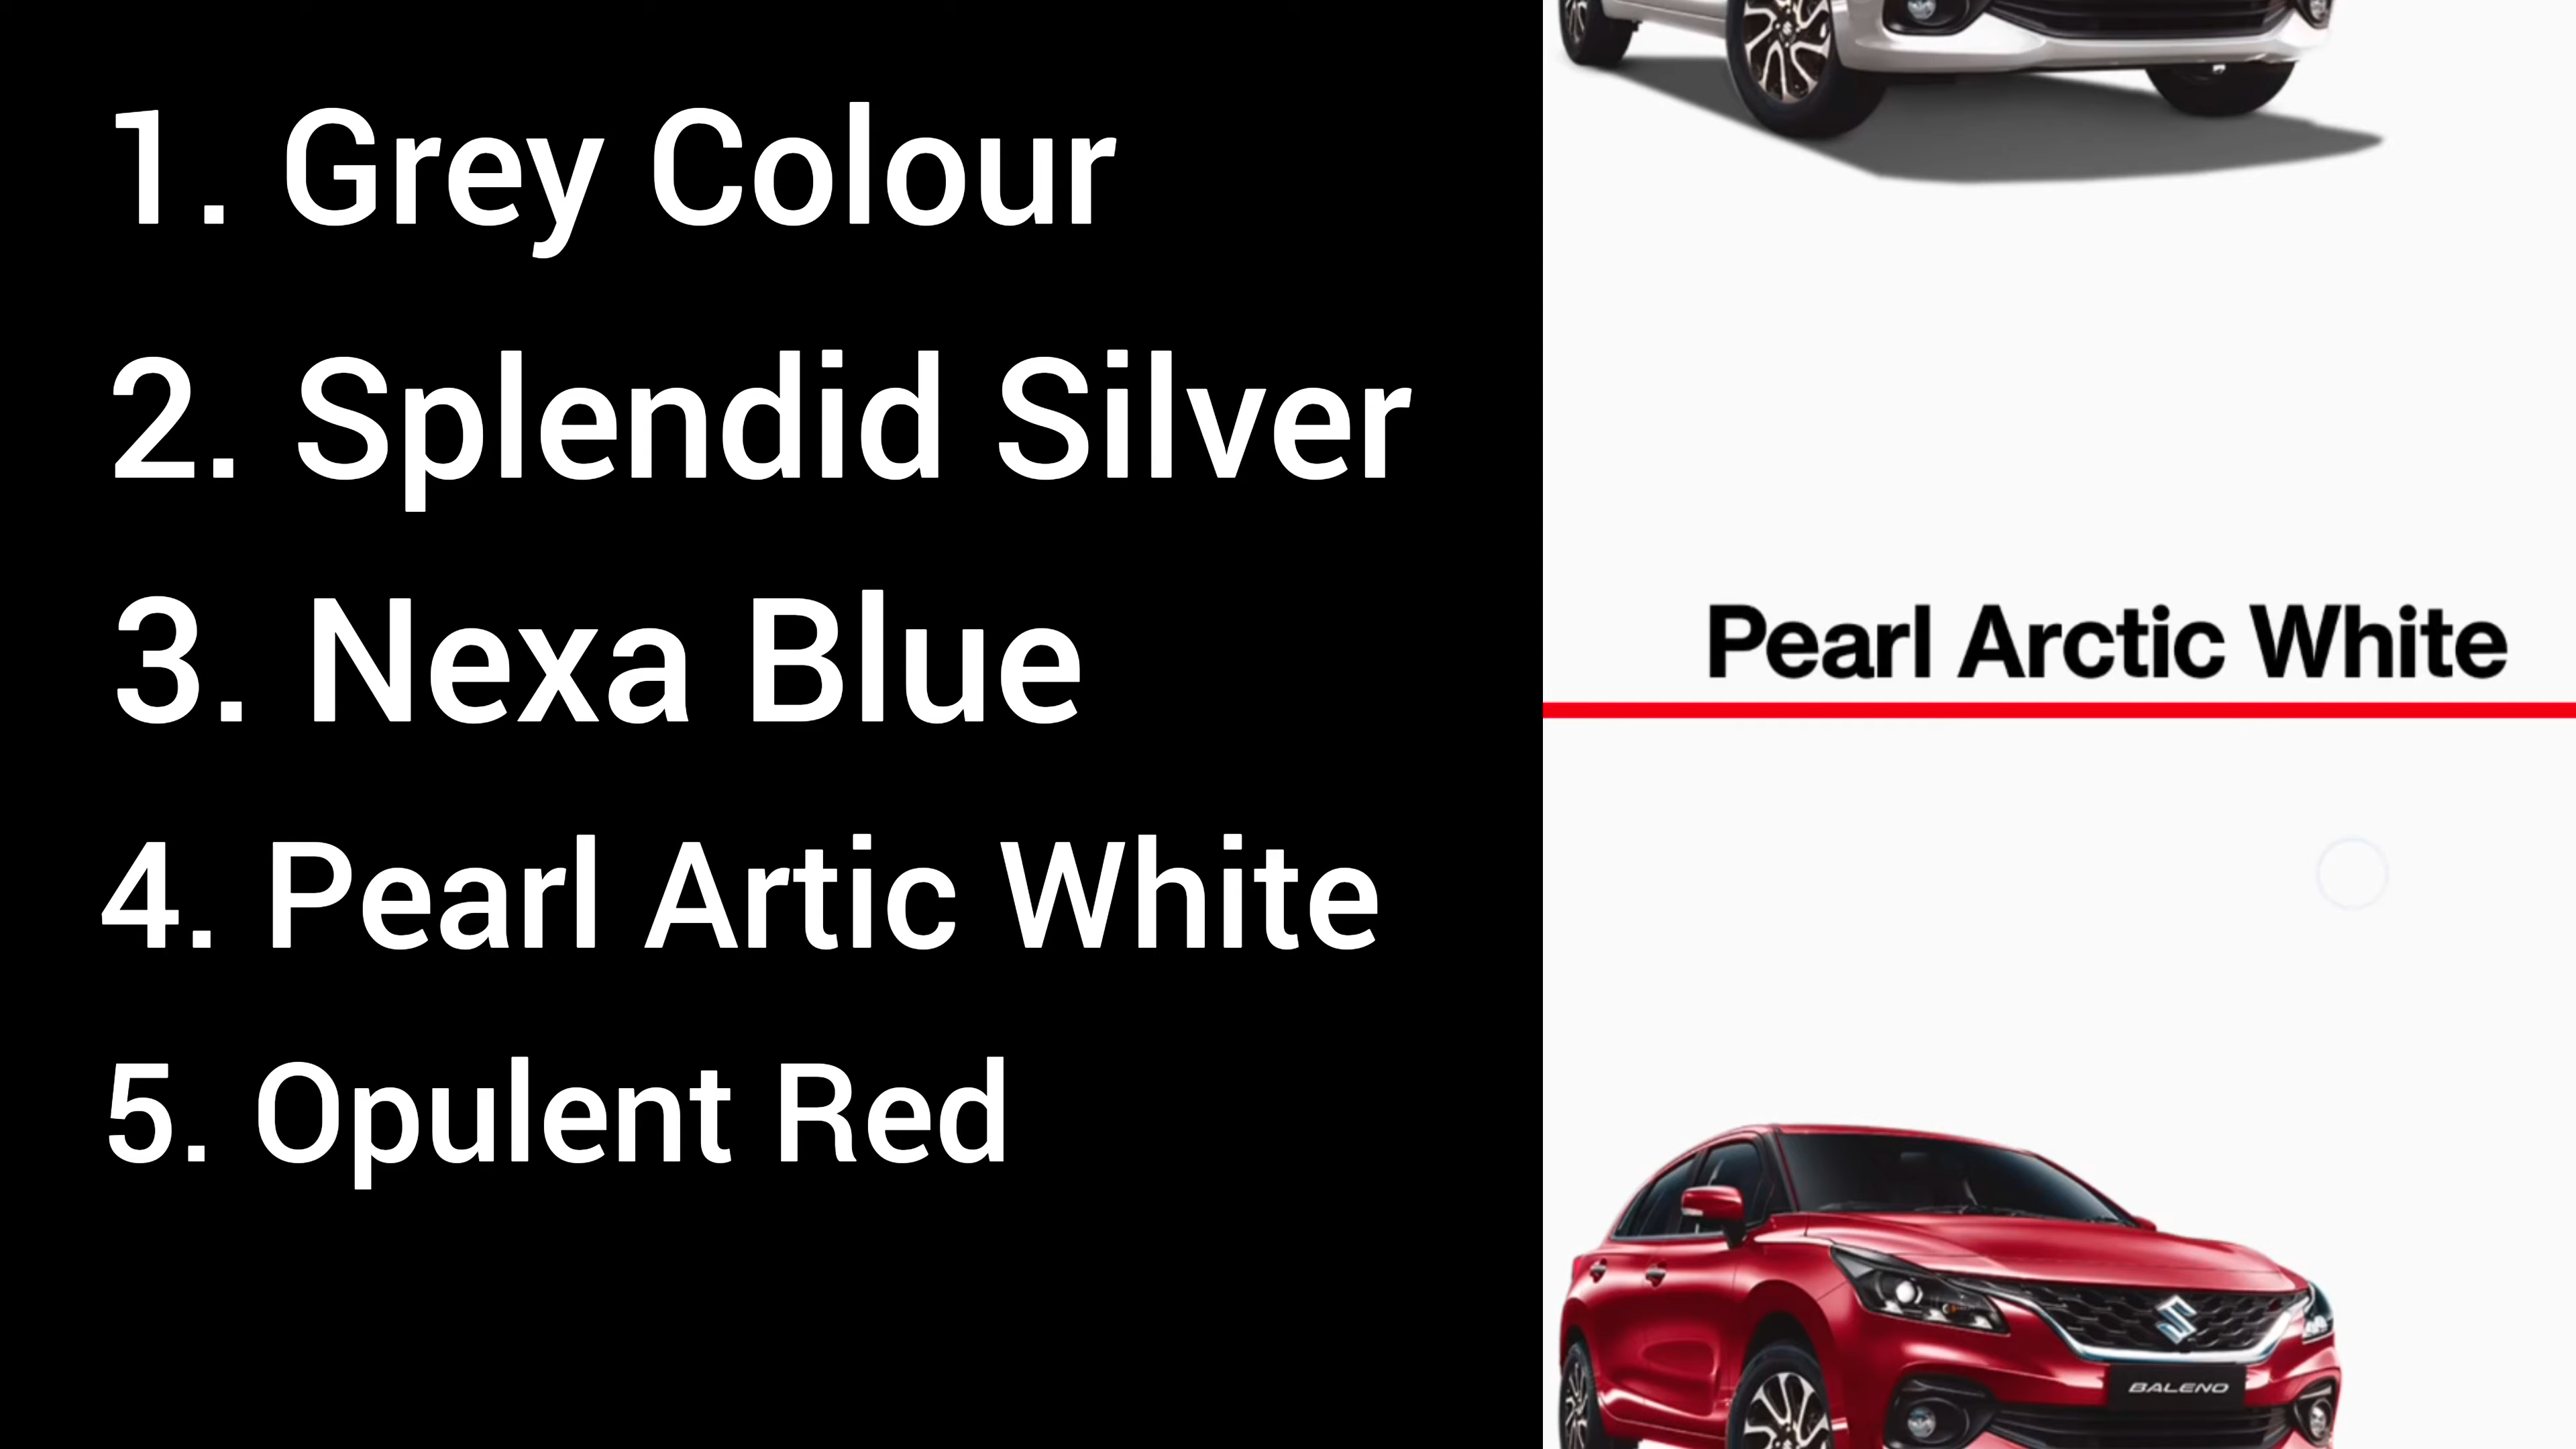 1. Grey Colour
2. Splendid Silver
3. Nexa Blue
4. Pearl Artic White
5. Opulent Red
Pearl Arctic White
BALENO